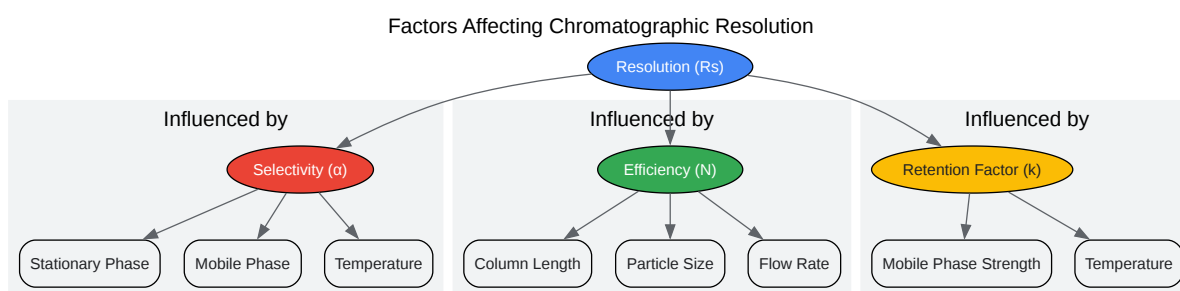 Factors Affecting Chromatographic Resolution
Resolution (Rs)
Influenced by
Influenced by
Influenced by
Selectivity (α)
Efficiency (N)
Retention Factor (k)
Stationary Phase
Mobile Phase
Temperature
Column Length
Particle Size
Flow Rate
Mobile Phase Strength
Temperature